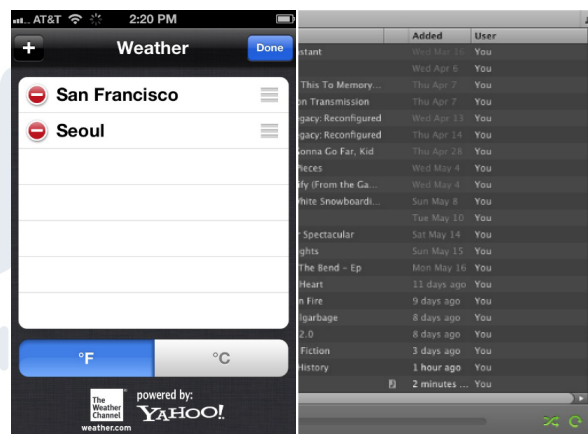 AT&T 2:20 PM
+ Weather Done
San Francisco
Seoul
°F °C
The
Weather
Channel
weather.com
powered by:
YAHOO!
Added User
stant Wed Mar 16 You
Wed Apr 6 You
This To Memory... Thu Apr 7 You
on Transmission Thu Apr 7 You
gacy: Reconfigured Wed Apr 13 You
gacy: Reconfigured Thu Apr 14 You
Gonna Go Far, Kid Thu Apr 28 You
Pieces Wed May 4 You
ify (From the Ga... Wed May 4 You
White Snowboardi... Sun May 8 You
Tue May 10 You
r Spectacular Sat May 14 You
ghts Sun May 15 You
The Bend – Ep Mon May 16 You
Heart 11 days ago You
n Fire 9 days ago You
lgarbage 8 days ago You
2.0 8 days ago You
Fiction 3 days ago You
History 1 hour ago You
2 minutes ... You